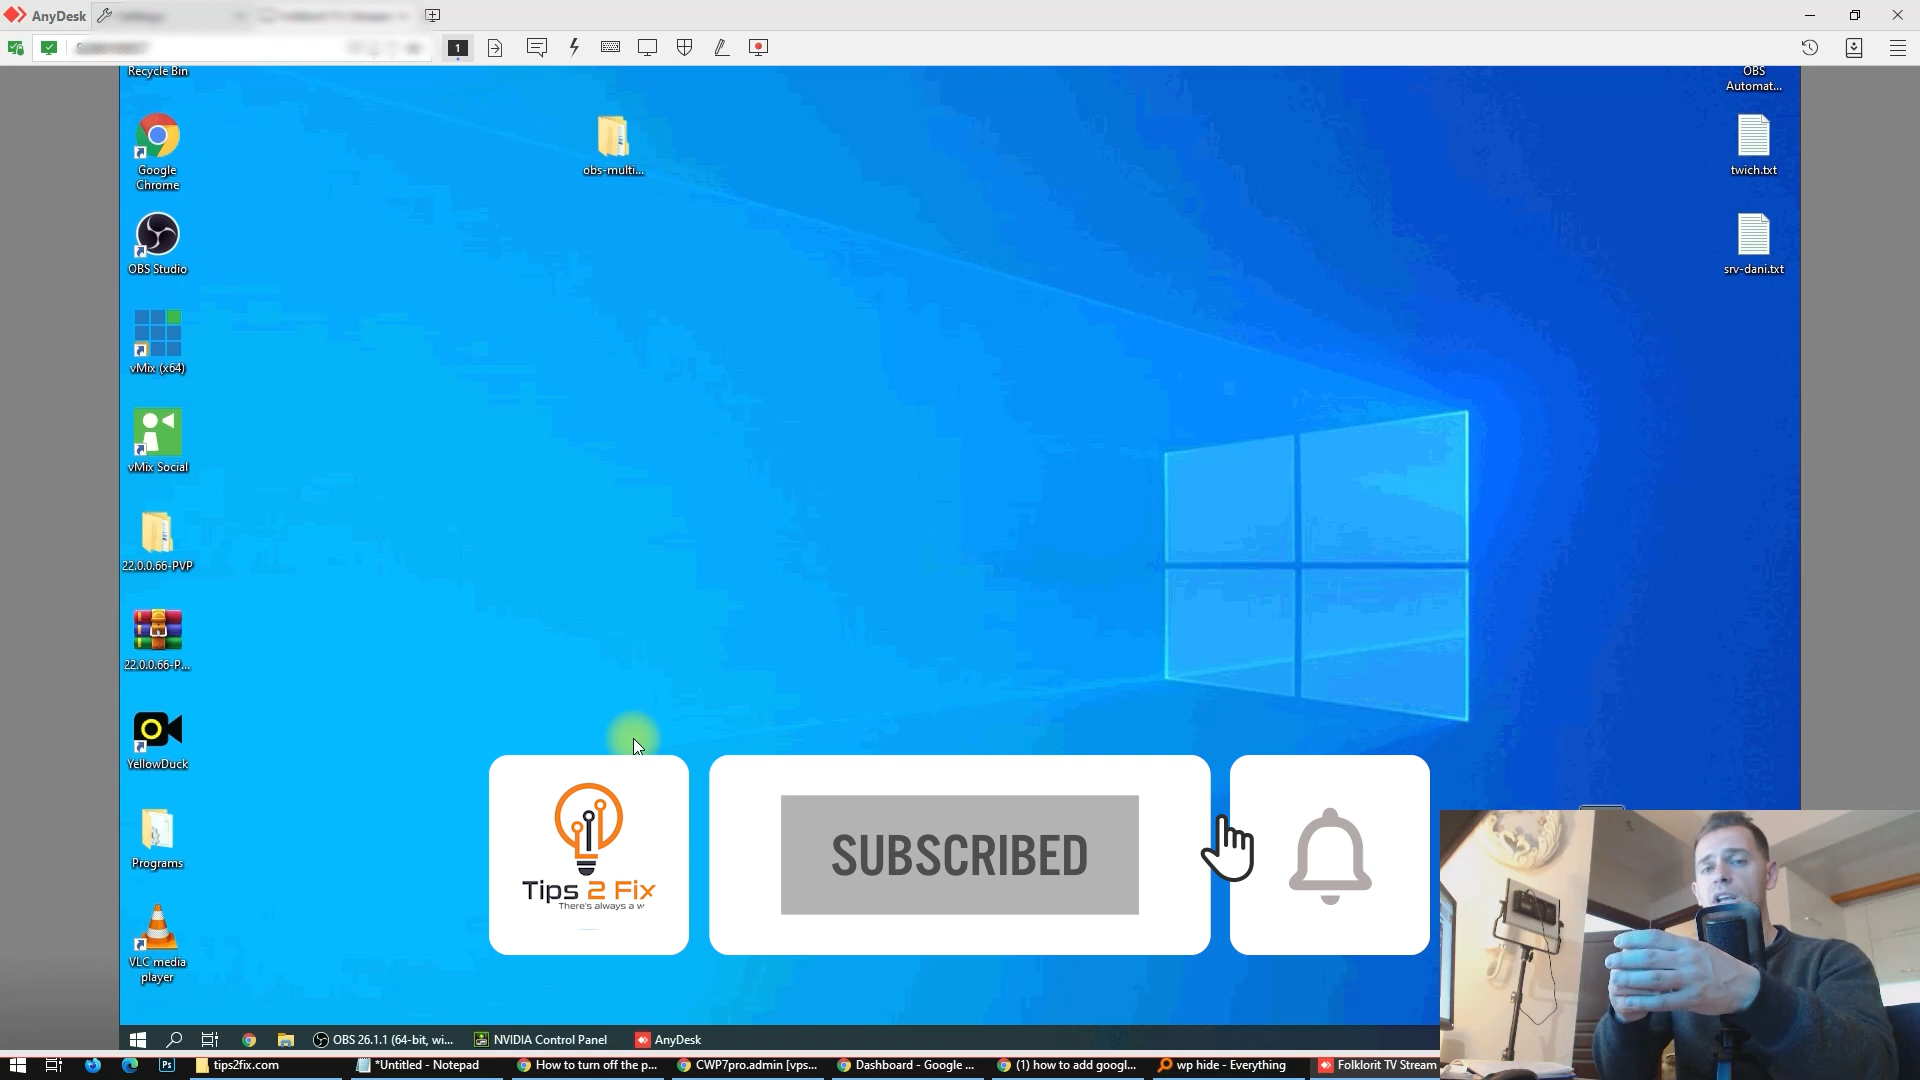 AnyDesk
1
Recycle Bin
Google
Chrome
OBS Studio
vMix (x64)
vMix Social
22.0.0.66-PVP
22.0.0.66-P...
YellowDuck
Programs
VLC media
player
obs-multi...
OBS
Automat...
twich.txt
srv-dani.txt
Tips 2 Fix
There's always a w
SUBSCRIBED
OBS 26.1.1 (64-bit, wi...
NVIDIA Control Panel
AnyDesk
Ps
tips2fix.com
*Untitled - Notepad
How to turn off the p...
CWP7pro.admin [vps...
Dashboard - Google ...
(1) how to add googl...
wp hide - Everything
Folklorit TV Stream